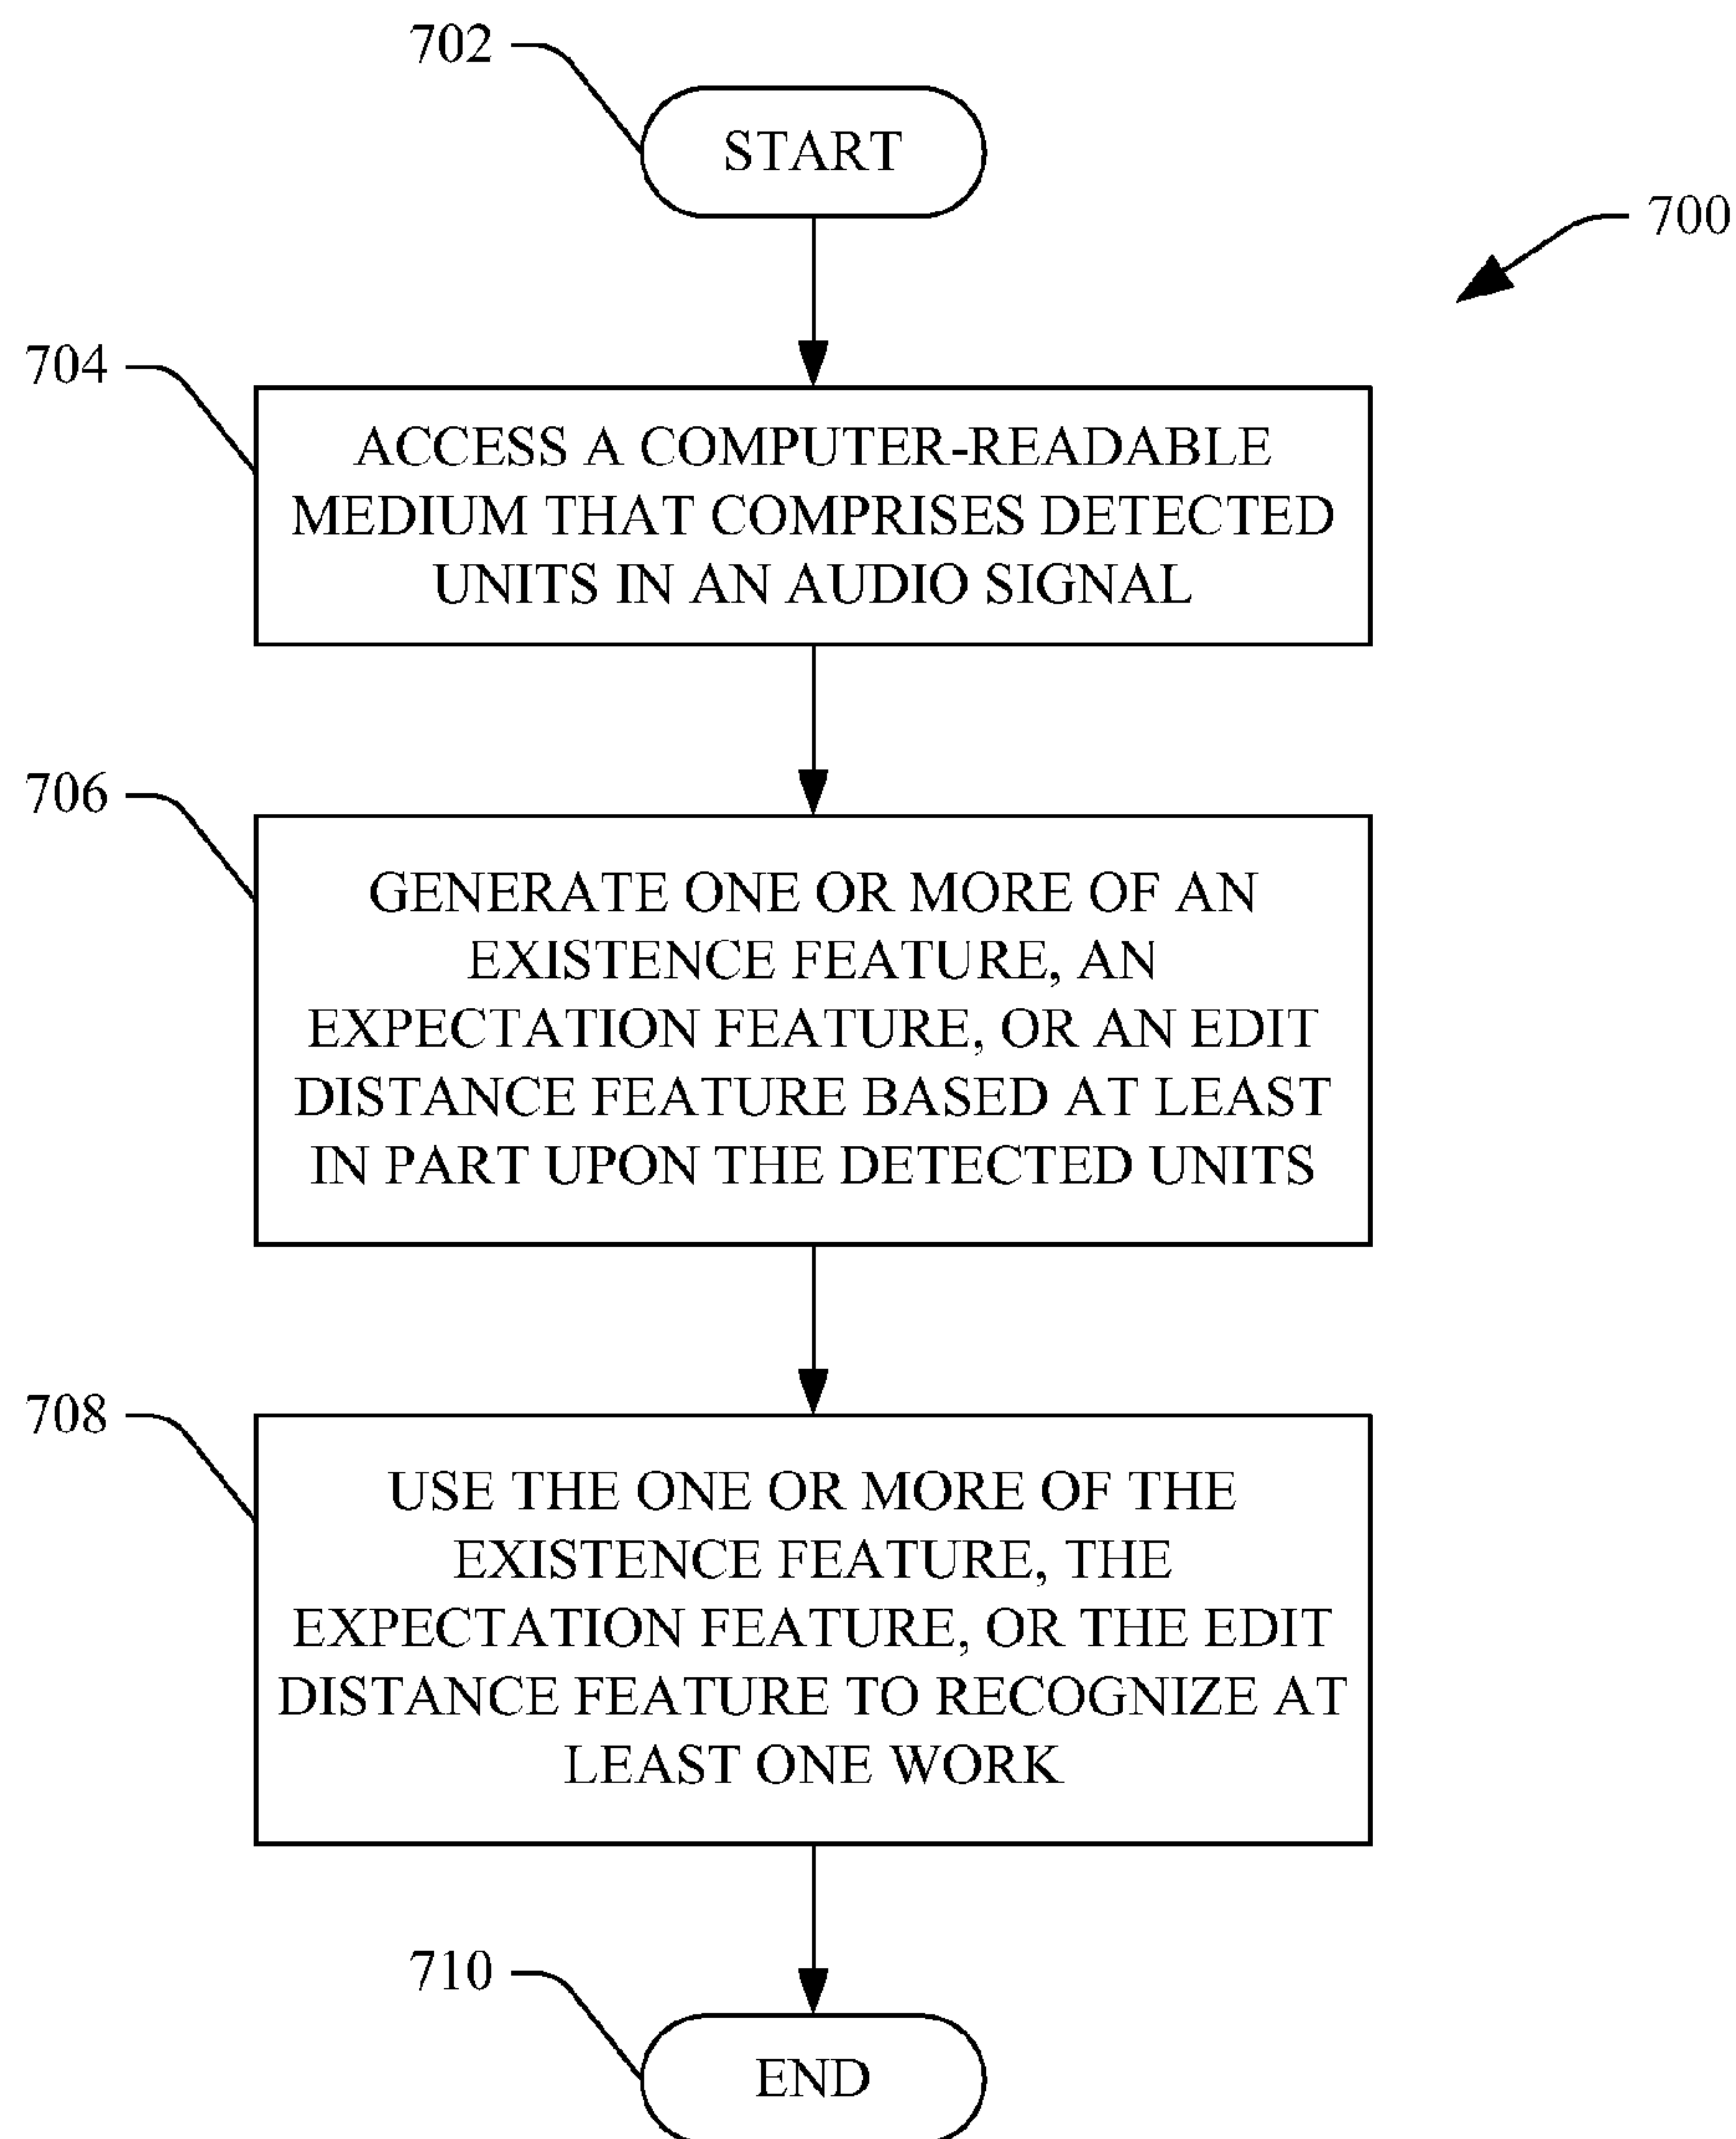 702
START
700
704
ACCESS A COMPUTER-READABLE
MEDIUM THAT COMPRISES DETECTED
UNITS IN AN AUDIO SIGNAL
706
GENERATE ONE OR MORE OF AN
EXISTENCE FEATURE, AN
EXPECTATION FEATURE, OR AN EDIT
DISTANCE FEATURE BASED AT LEAST
IN PART UPON THE DETECTED UNITS
708
USE THE ONE OR MORE OF THE
EXISTENCE FEATURE, THE
EXPECTATION FEATURE, OR THE EDIT
DISTANCE FEATURE TO RECOGNIZE AT
LEAST ONE WORK
710
END